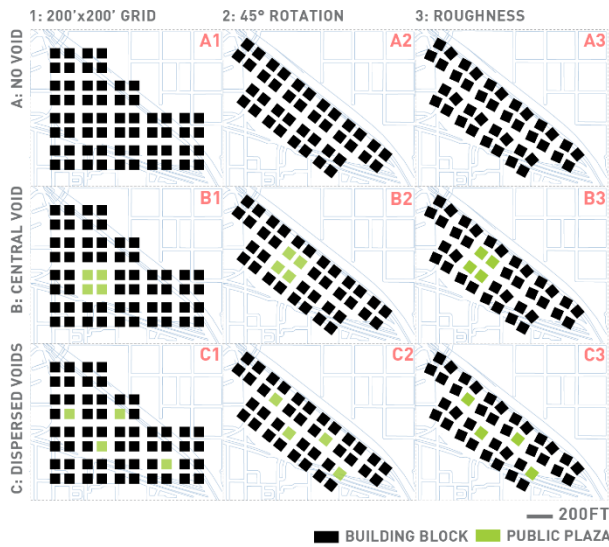 1: 200'x200' GRID 2: 45° ROTATION 3: ROUGHNESS
A: NO VOID
A1 A2 A3
B: CENTRAL VOID
B1 B2 B3
C: DISPERSED VOIDS
C1 C2 C3
200FT
BUILDING BLOCK PUBLIC PLAZA